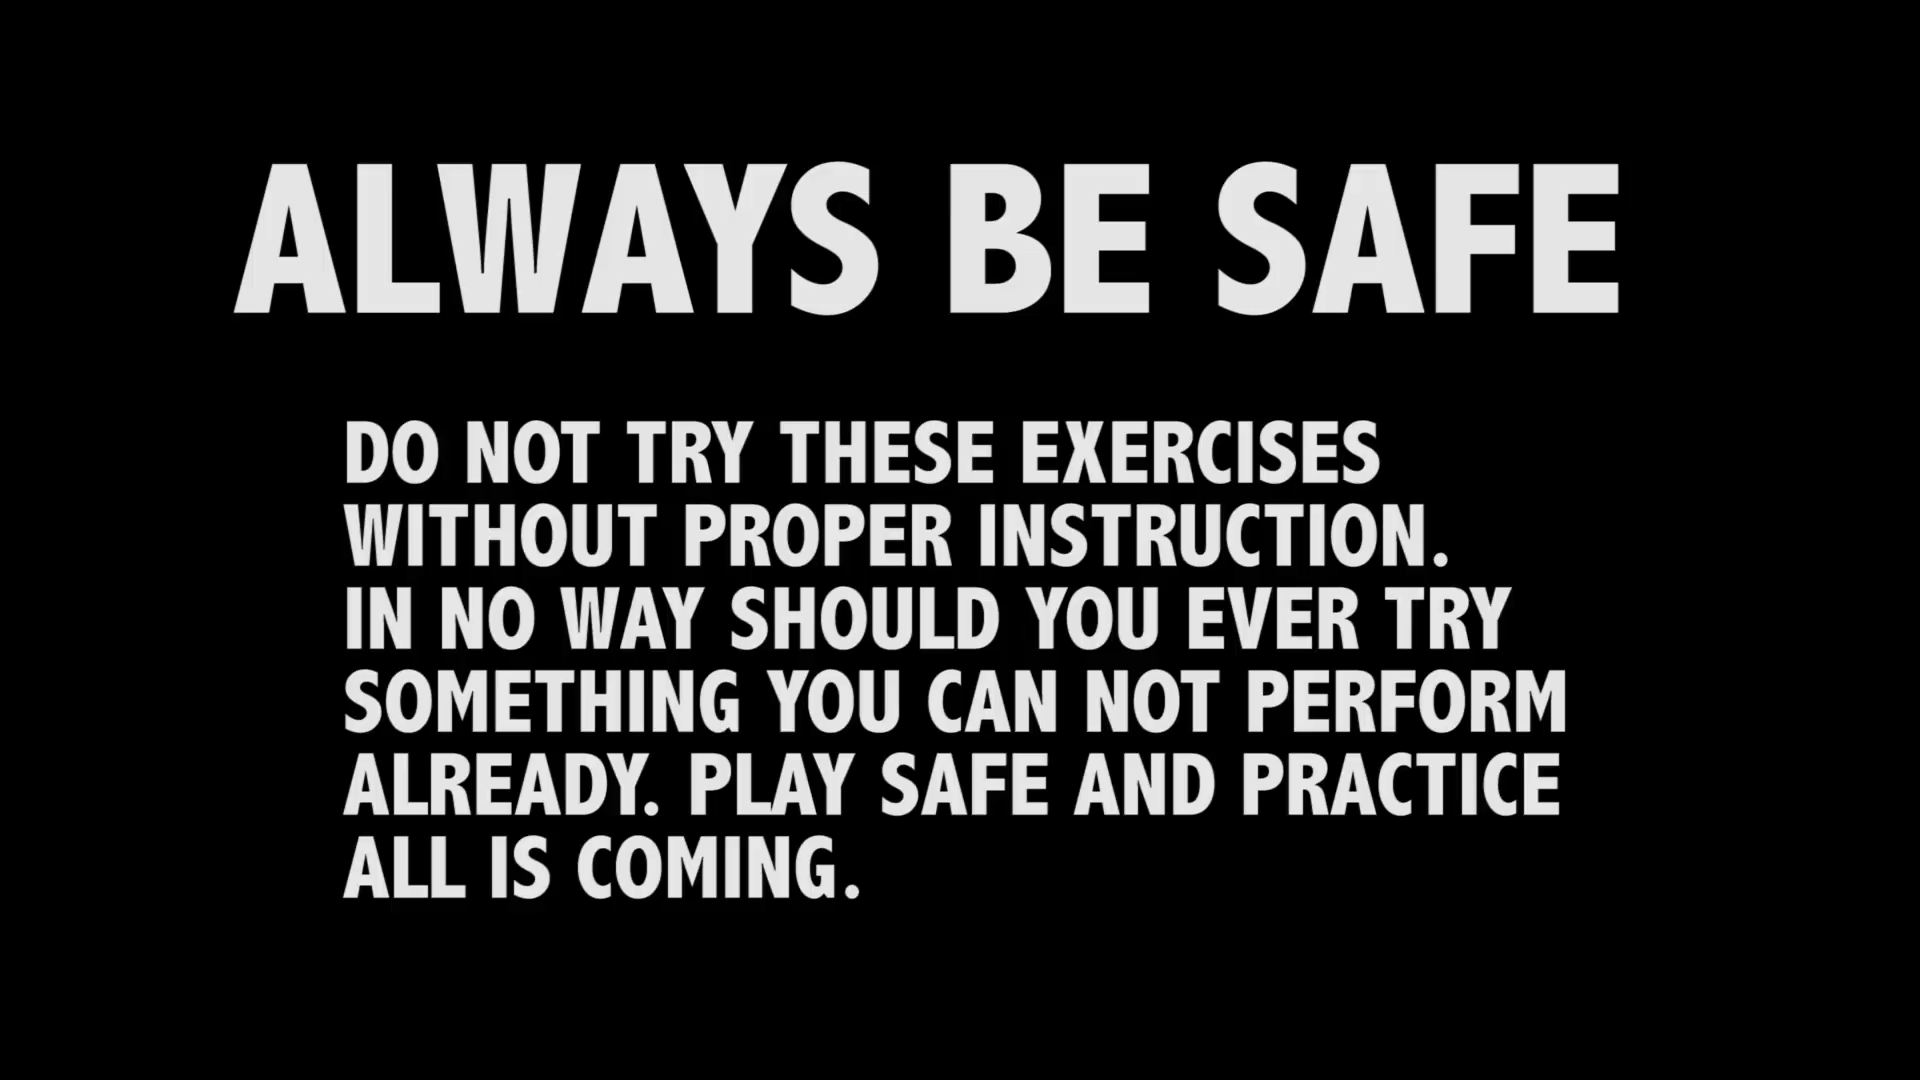 ALWAYS BE SAFE
DO NOT TRY THESE EXERCISES
WITHOUT PROPER INSTRUCTION.
IN NO WAY SHOULD YOU EVER TRY
SOMETHING YOU CAN NOT PERFORM
ALREADY. PLAY SAFE AND PRACTICE
ALL IS COMING.